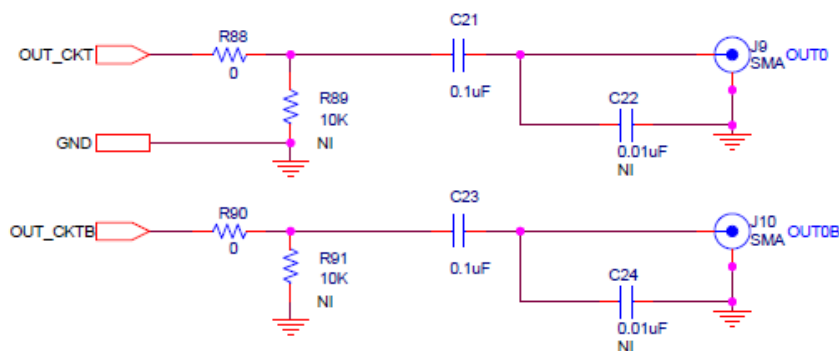 C21
R88
J9
OUT_CKT
SMA
OUT0
0
R89
0.1uF
C22
10K
GND
NI
0.01uF
NI
C23
R90
J10
OUT_CKTB
SMA
OUT0B
0
R91
0.1uF
C24
10K
NI
0.01uF
NI